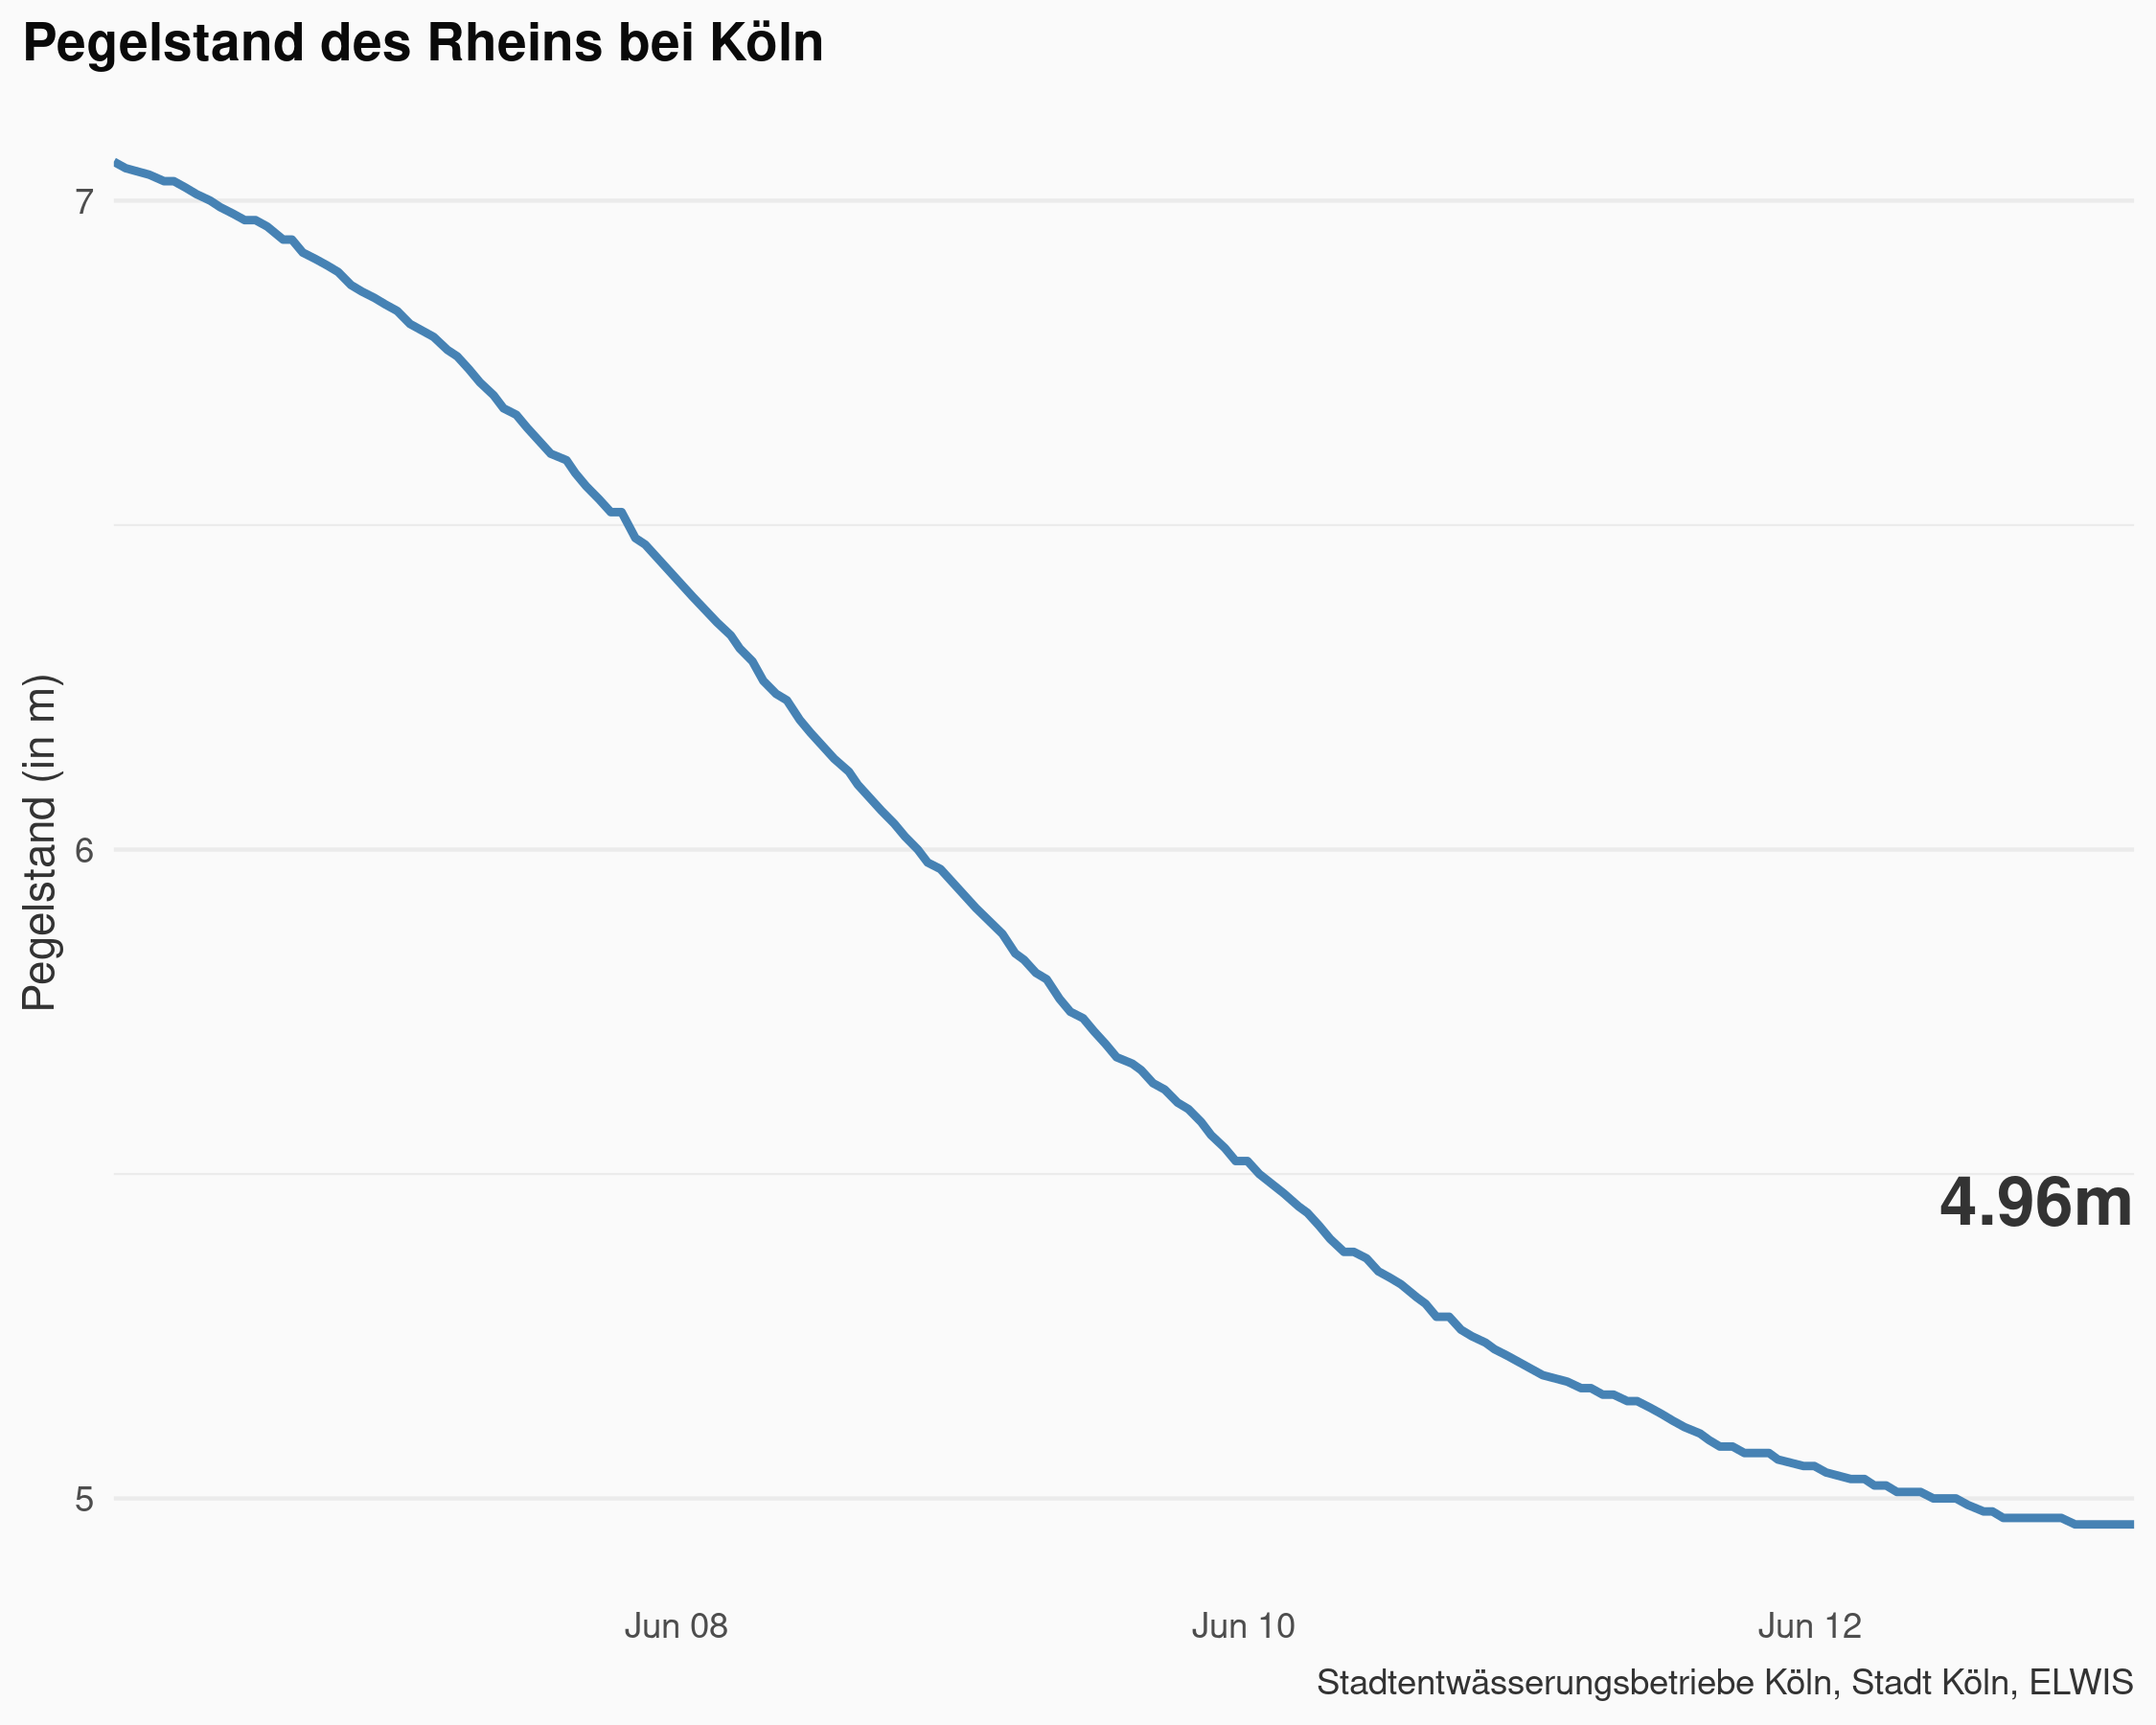 Pegelstand des Rheins bei Köln
Pegelstand (in m)
7
6
5
4.96m
Jun 08
Jun 10
Jun 12
Stadtentwässerungsbetriebe Köln, Stadt Köln, ELWIS